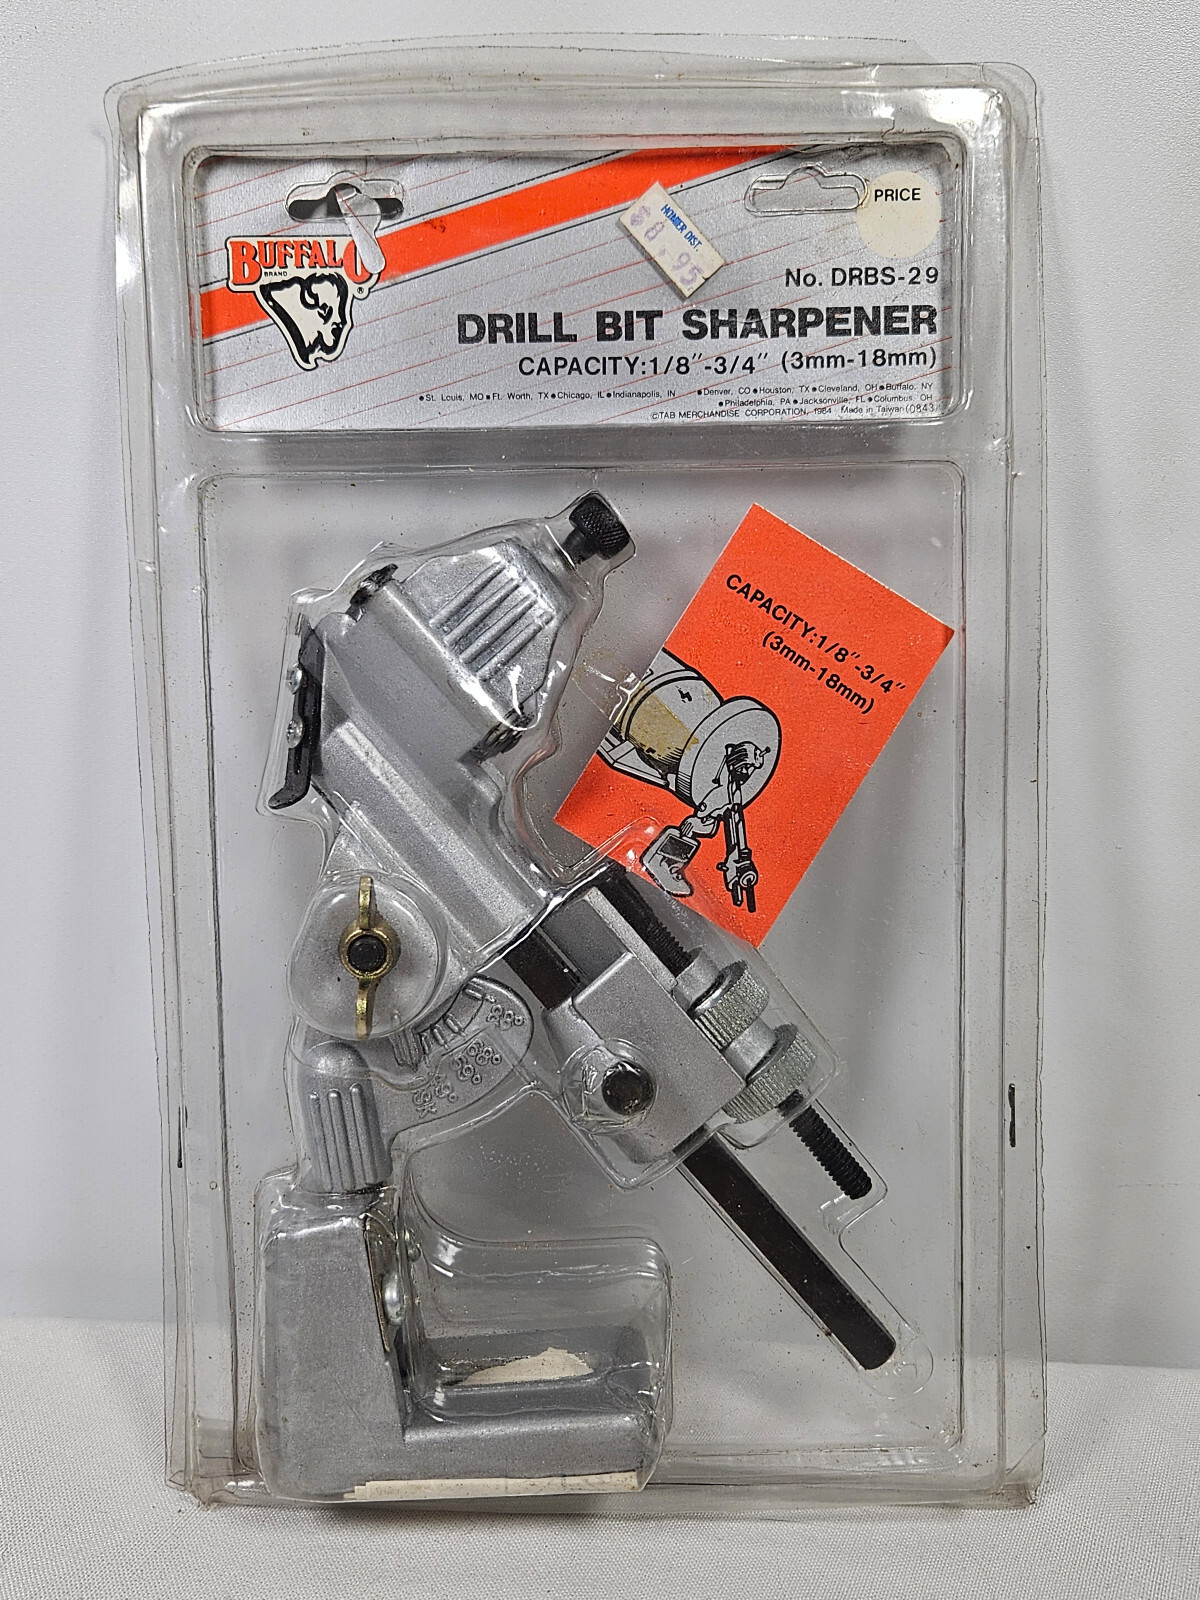 PRICE
HOMIER DIST.
$8.95
BUFFALO
BRAND
®
No. DRBS-29
DRILL BIT SHARPENER
CAPACITY:1/8"-3/4" (3mm-18mm)
•St. Louis, MO•Ft. Worth, TX•Chicago, IL•Indianapolis, IN •Denver, CO•Houston, TX•Cleveland, OH•Buffalo, NY
•Philadelphia, PA•Jacksonville, FL•Columbus, OH
©TAB MERCHANDISE CORPORATION, 1984 Made in Taiwan (0843)
CAPACITY:1/8"-3/4"
(3mm-18mm)